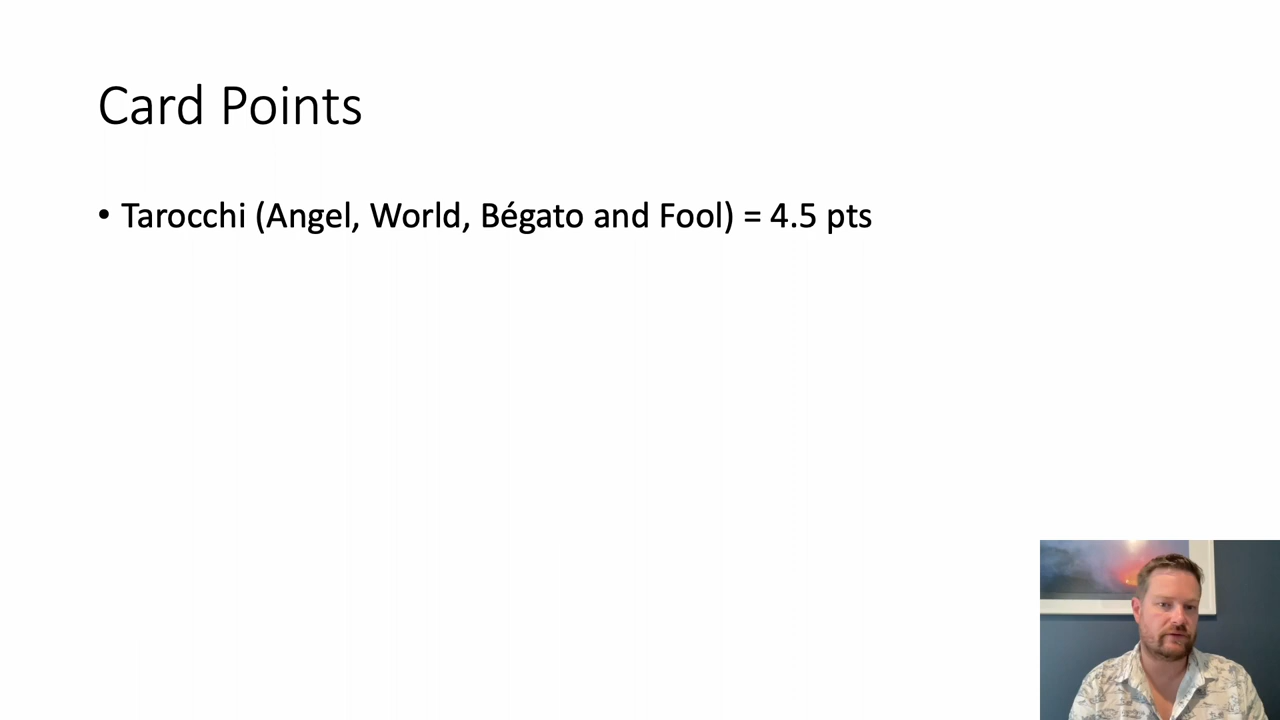 Card Points
• Tarocchi (Angel, World, Bégato and Fool) = 4.5 pts